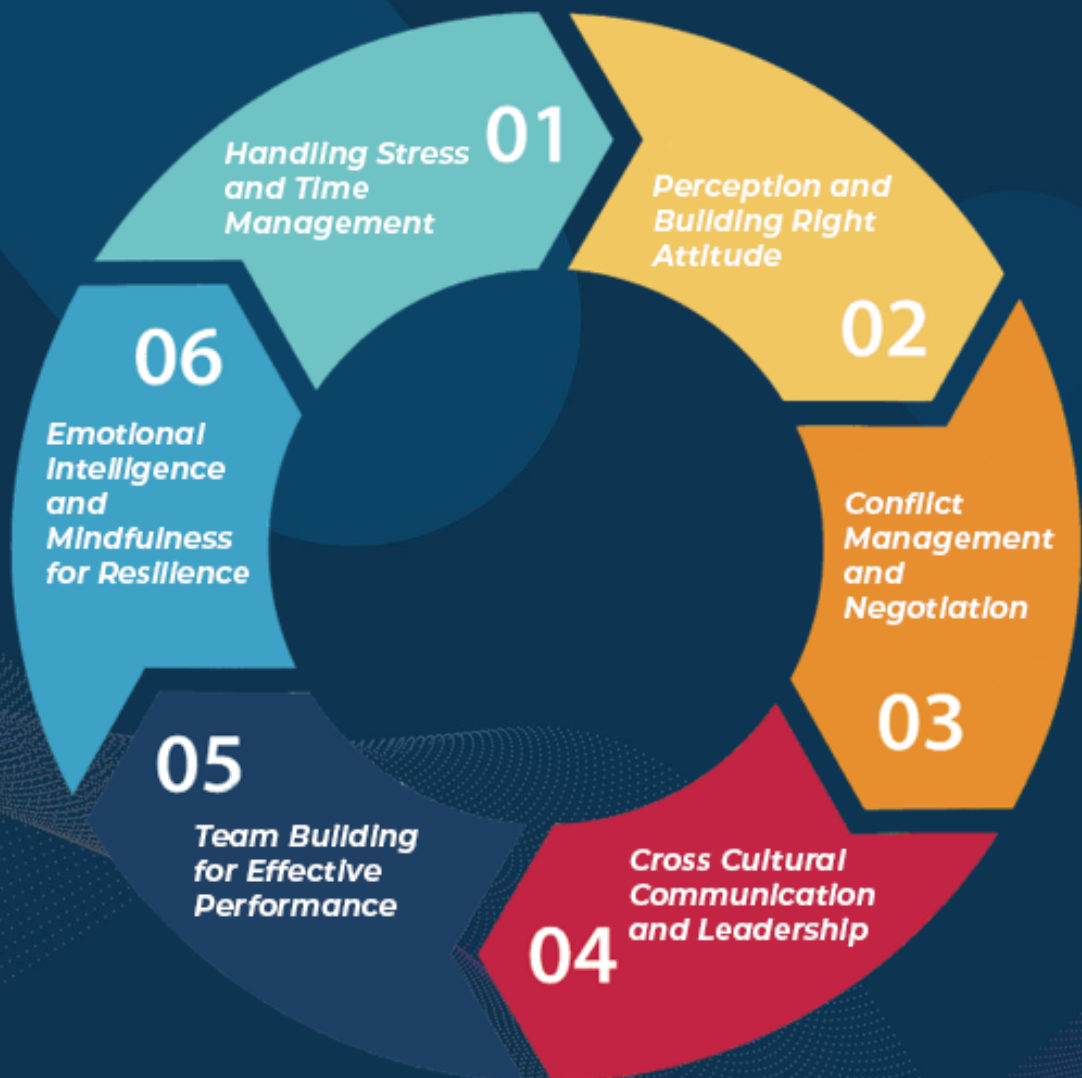 01
Handling Stress
and Time
Management
Perception and
Building Right
Attitude
02
Conflict
Management
and
Negotiation
03
Cross Cultural
Communication
and Leadership
04
05
Team Building
for Effective
Performance
06
Emotional
Intelligence
and
Mindfulness
for Resilience